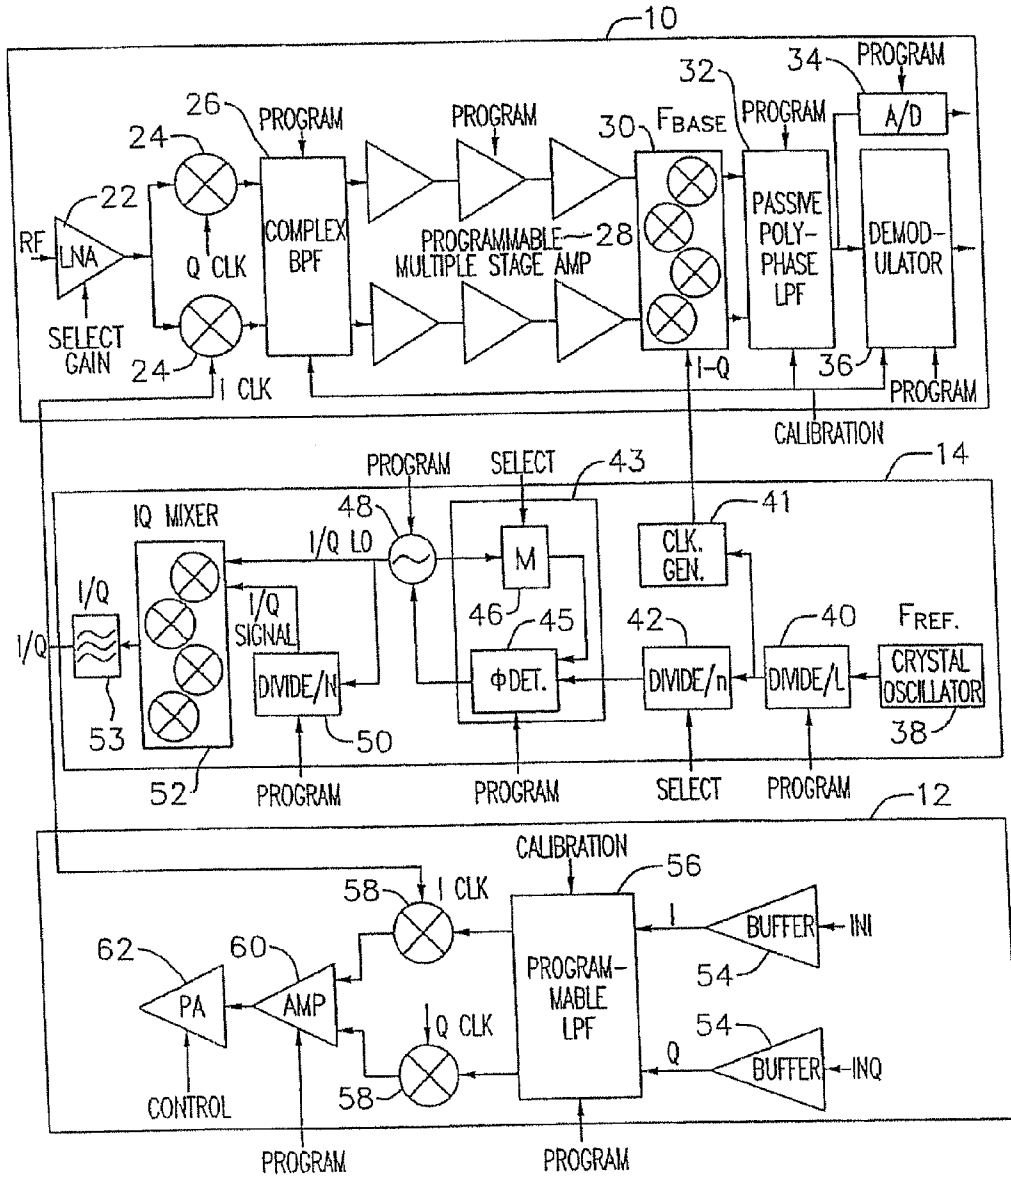 10
PROGRAM
34
A/D
32
PROGRAM
FBASE
30
PROGRAM
26
PROGRAM
24
22
RF
LNA
Q CLK
COMPLEX
BPF
PROGRAMMABLE
MULTIPLE STAGE AMP
28
PASSIVE
POLY-
PHASE
LPF
DEMOD-
ULATOR
SELECT
GAIN
24
I CLK
I-Q
36
PROGRAM
CALIBRATION
14
PROGRAM
SELECT
43
IQ MIXER
48
I/Q LO
M
46
CLK.
GEN.
41
I/Q
I/Q
I/Q
SIGNAL
45
42
40
FREF.
DIVIDE/N
Φ DET.
DIVIDE/n
DIVIDE/L
CRYSTAL
OSCILLATOR
53
50
38
52
PROGRAM
PROGRAM
SELECT
PROGRAM
12
CALIBRATION
58
I CLK
56
I
BUFFER
INI
54
62
60
PA
AMP
PROGRAM-
MABLE
LPF
Q CLK
54
Q
BUFFER
INQ
58
CONTROL
PROGRAM
PROGRAM